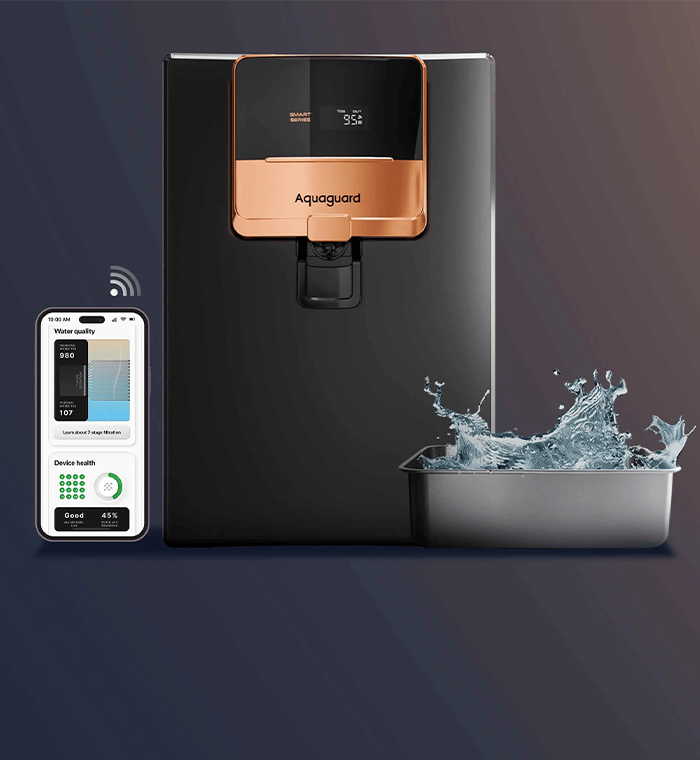 SMART
SERIES
TDS OUT
95
Aquaguard
10:00 AM
Water quality
980
107
Learn about 7-stage filtration
Device health
Good 45%